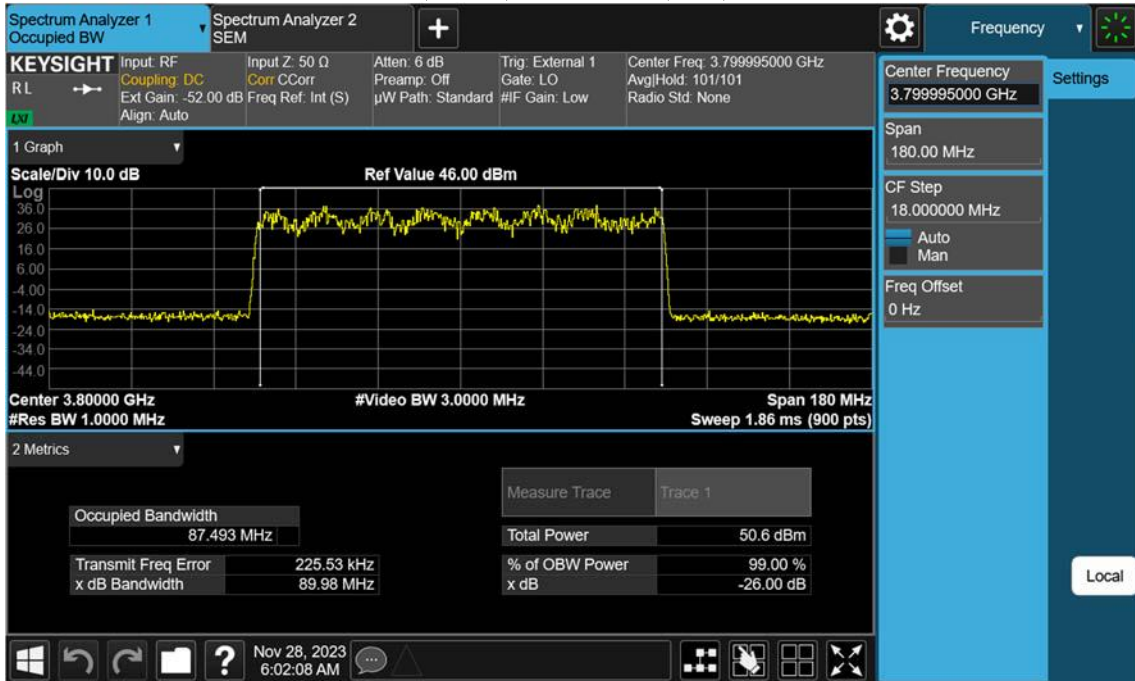 Spectrum Analyzer 1
Occupied BW
Spectrum Analyzer 2
SEM
Frequency
KEYSIGHT
R L
LXI
Input: RF
Coupling: DC
Ext Gain: -52.00 dB
Align: Auto
Input Z: 50 Ω
Corr CCorr
Freq Ref: Int (S)
Atten: 6 dB
Preamp: Off
µW Path: Standard
Trig: External 1
Gate: LO
#IF Gain: Low
Center Freq: 3.799995000 GHz
Avg|Hold: 101/101
Radio Std: None
Center Frequency
3.799995000 GHz
Settings
Span
180.00 MHz
CF Step
18.000000 MHz
Auto
Man
Freq Offset
0 Hz
Local
1 Graph
Scale/Div 10.0 dB
Ref Value 46.00 dBm
Log
36.0
26.0
16.0
6.00
-4.00
-14.0
-24.0
-34.0
-44.0
Center 3.80000 GHz
#Video BW 3.0000 MHz
Span 180 MHz
#Res BW 1.0000 MHz
Sweep 1.86 ms (900 pts)
2 Metrics
Measure Trace
Trace 1
Occupied Bandwidth
87.493 MHz
Total Power
50.6 dBm
Transmit Freq Error
225.53 kHz
% of OBW Power
99.00 %
x dB Bandwidth
89.98 MHz
x dB
-26.00 dB
?
Nov 28, 2023
6:02:08 AM